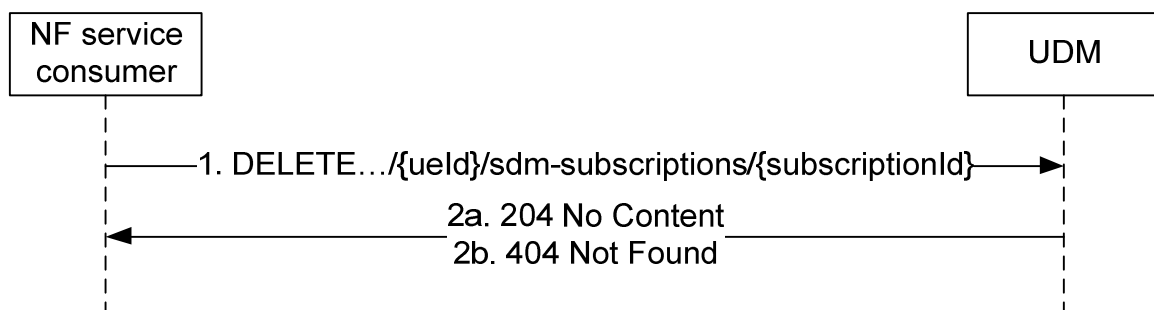 NF service
consumer
UDM
1. DELETE…/{ueId}/sdm-subscriptions/{subscriptionId}
2a. 204 No Content
2b. 404 Not Found